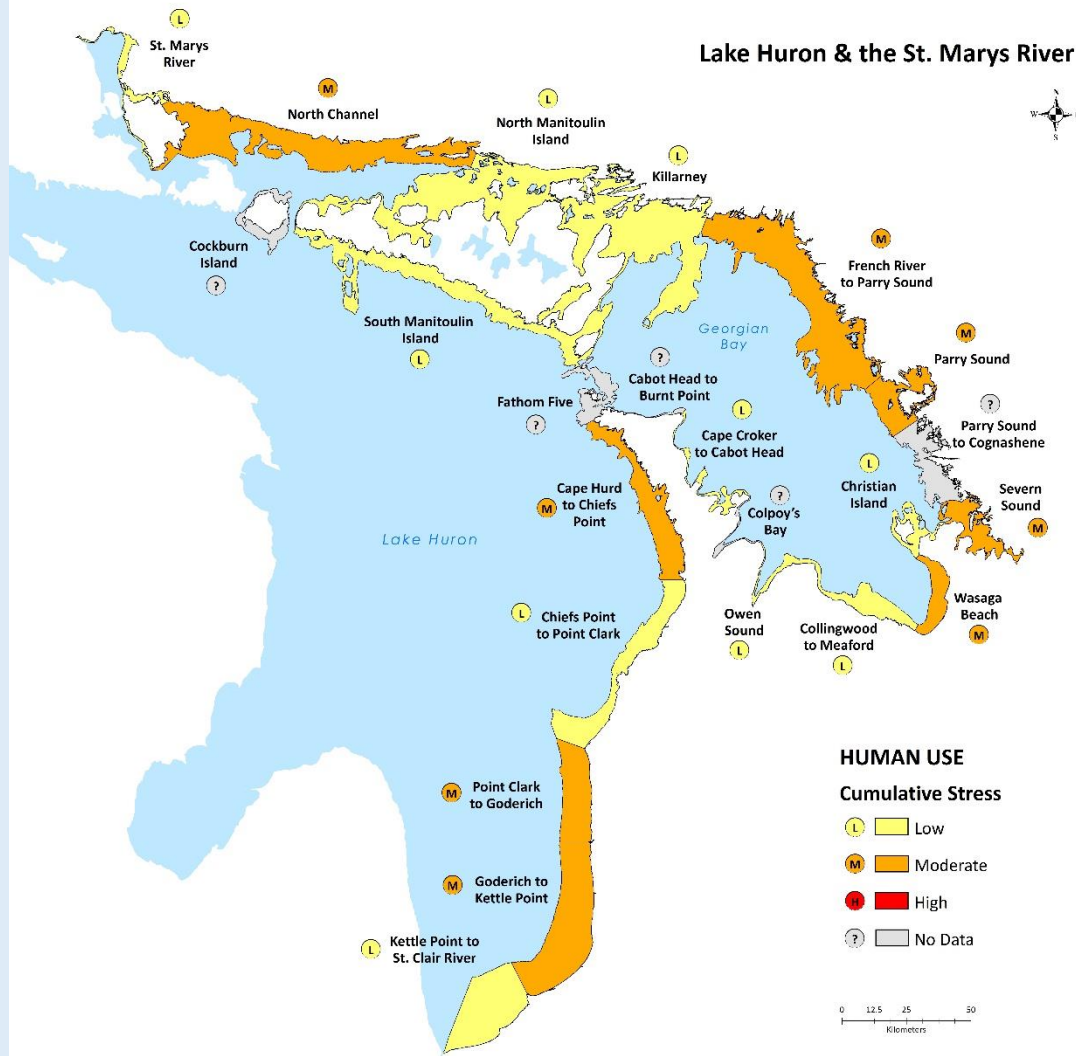 L
St. Marys
River
Lake Huron & the St. Marys River
M
North Channel
L
North Manitoulin
Island
N
W
S
L
Killarney
Cockburn
Island
?
M
French River
to Parry Sound
South Manitoulin
Island
L
Georgian
Bay
M
Parry Sound
?
Cabot Head to
Burnt Point
Fathom Five
?
L
Cape Croker
to Cabot Head
?
Parry Sound
to Cognashene
L
Christian
Island
Cape Hurd
to Chiefs
Point
M
?
Colpoy's
Bay
Severn
Sound
M
Lake Huron
L
Chiefs Point
to Point Clark
Owen
Sound
L
Collingwood
to Meaford
L
Wasaga
Beach
M
HUMAN USE
Cumulative Stress
L Low
M Moderate
H High
? No Data
M
Point Clark
to Goderich
M
Goderich to
Kettle Point
L
Kettle Point to
St. Clair River
0 12.5 25 50
Kilometers